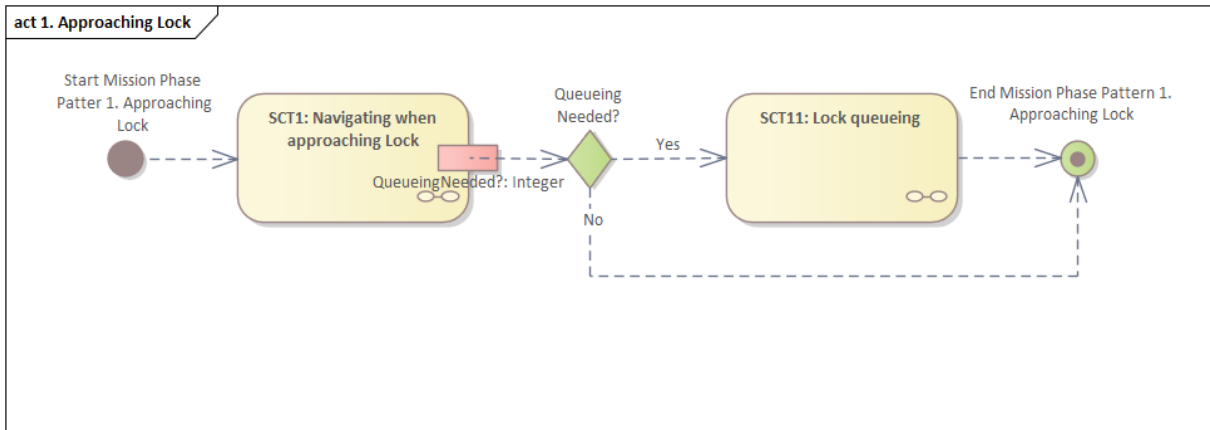 act 1. Approaching Lock
Start Mission Phase
Patter 1. Approaching
Lock
SCT1: Navigating when
approaching Lock
QueueingNeeded?: Integer
Queueing
Needed?
Yes
No
SCT11: Lock queueing
End Mission Phase Pattern 1.
Approaching Lock